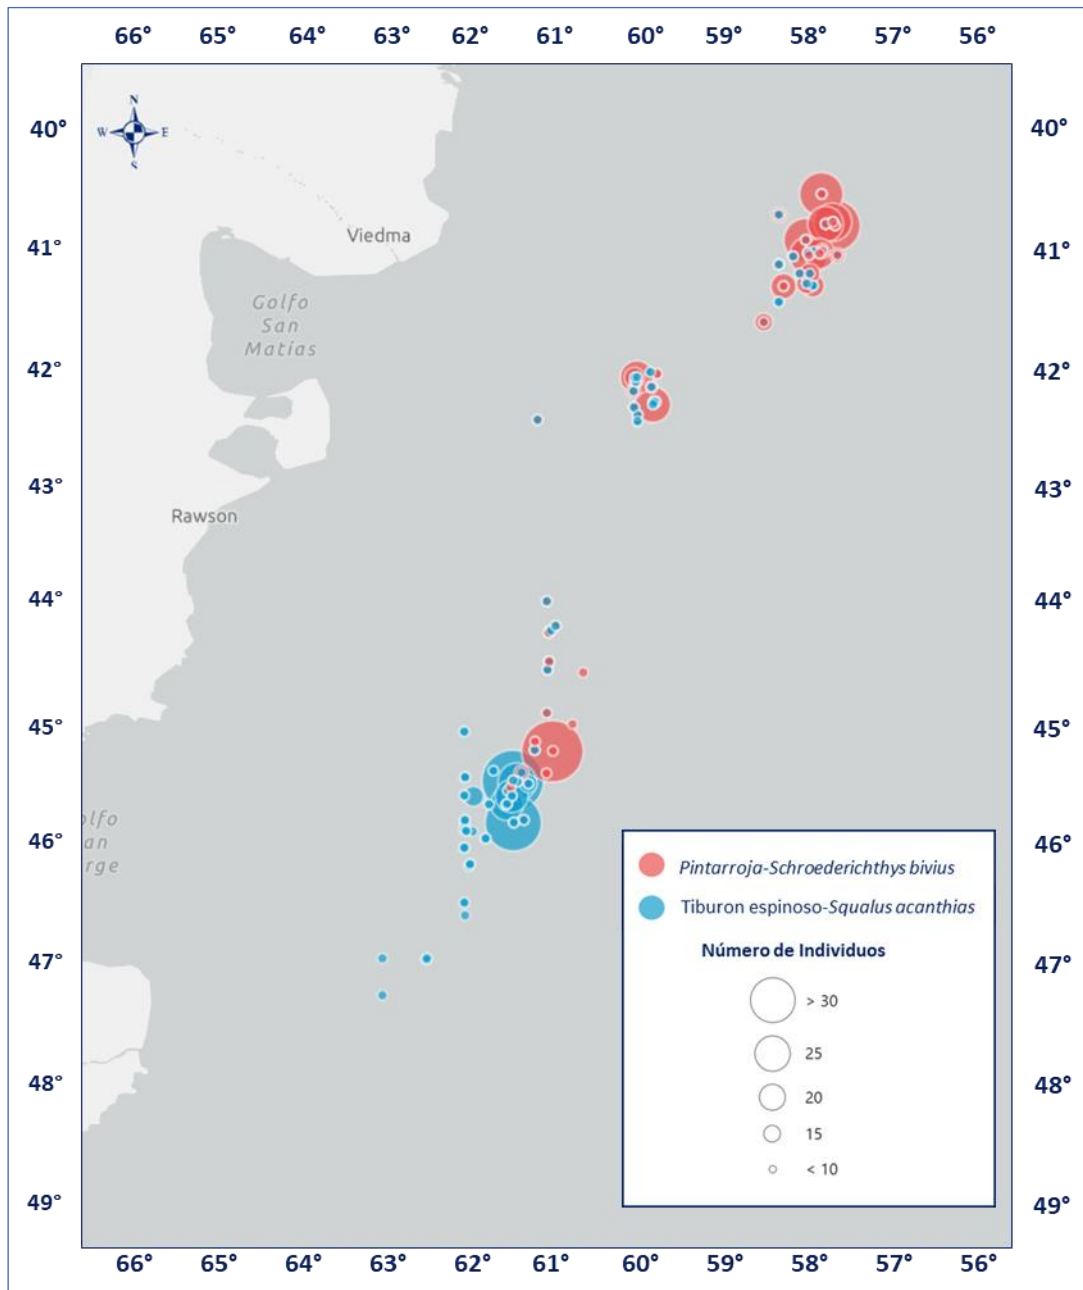 66° 65° 64° 63° 62° 61° 60° 59° 58° 57° 56°
N
W E
S
40° 40°
Viedma
41° 41°
Golfo
San
Matías
42° 42°
43° 43°
Rawson
44° 44°
45° 45°
olfo
an
rge
46° 46°
Pintarroja-Schroederichthys bivius
Tiburon espinoso-Squalus acanthias
Número de Individuos
47° 47°
> 30
25
48° 48°
20
15
< 10
49° 49°
66° 65° 64° 63° 62° 61° 60° 59° 58° 57° 56°